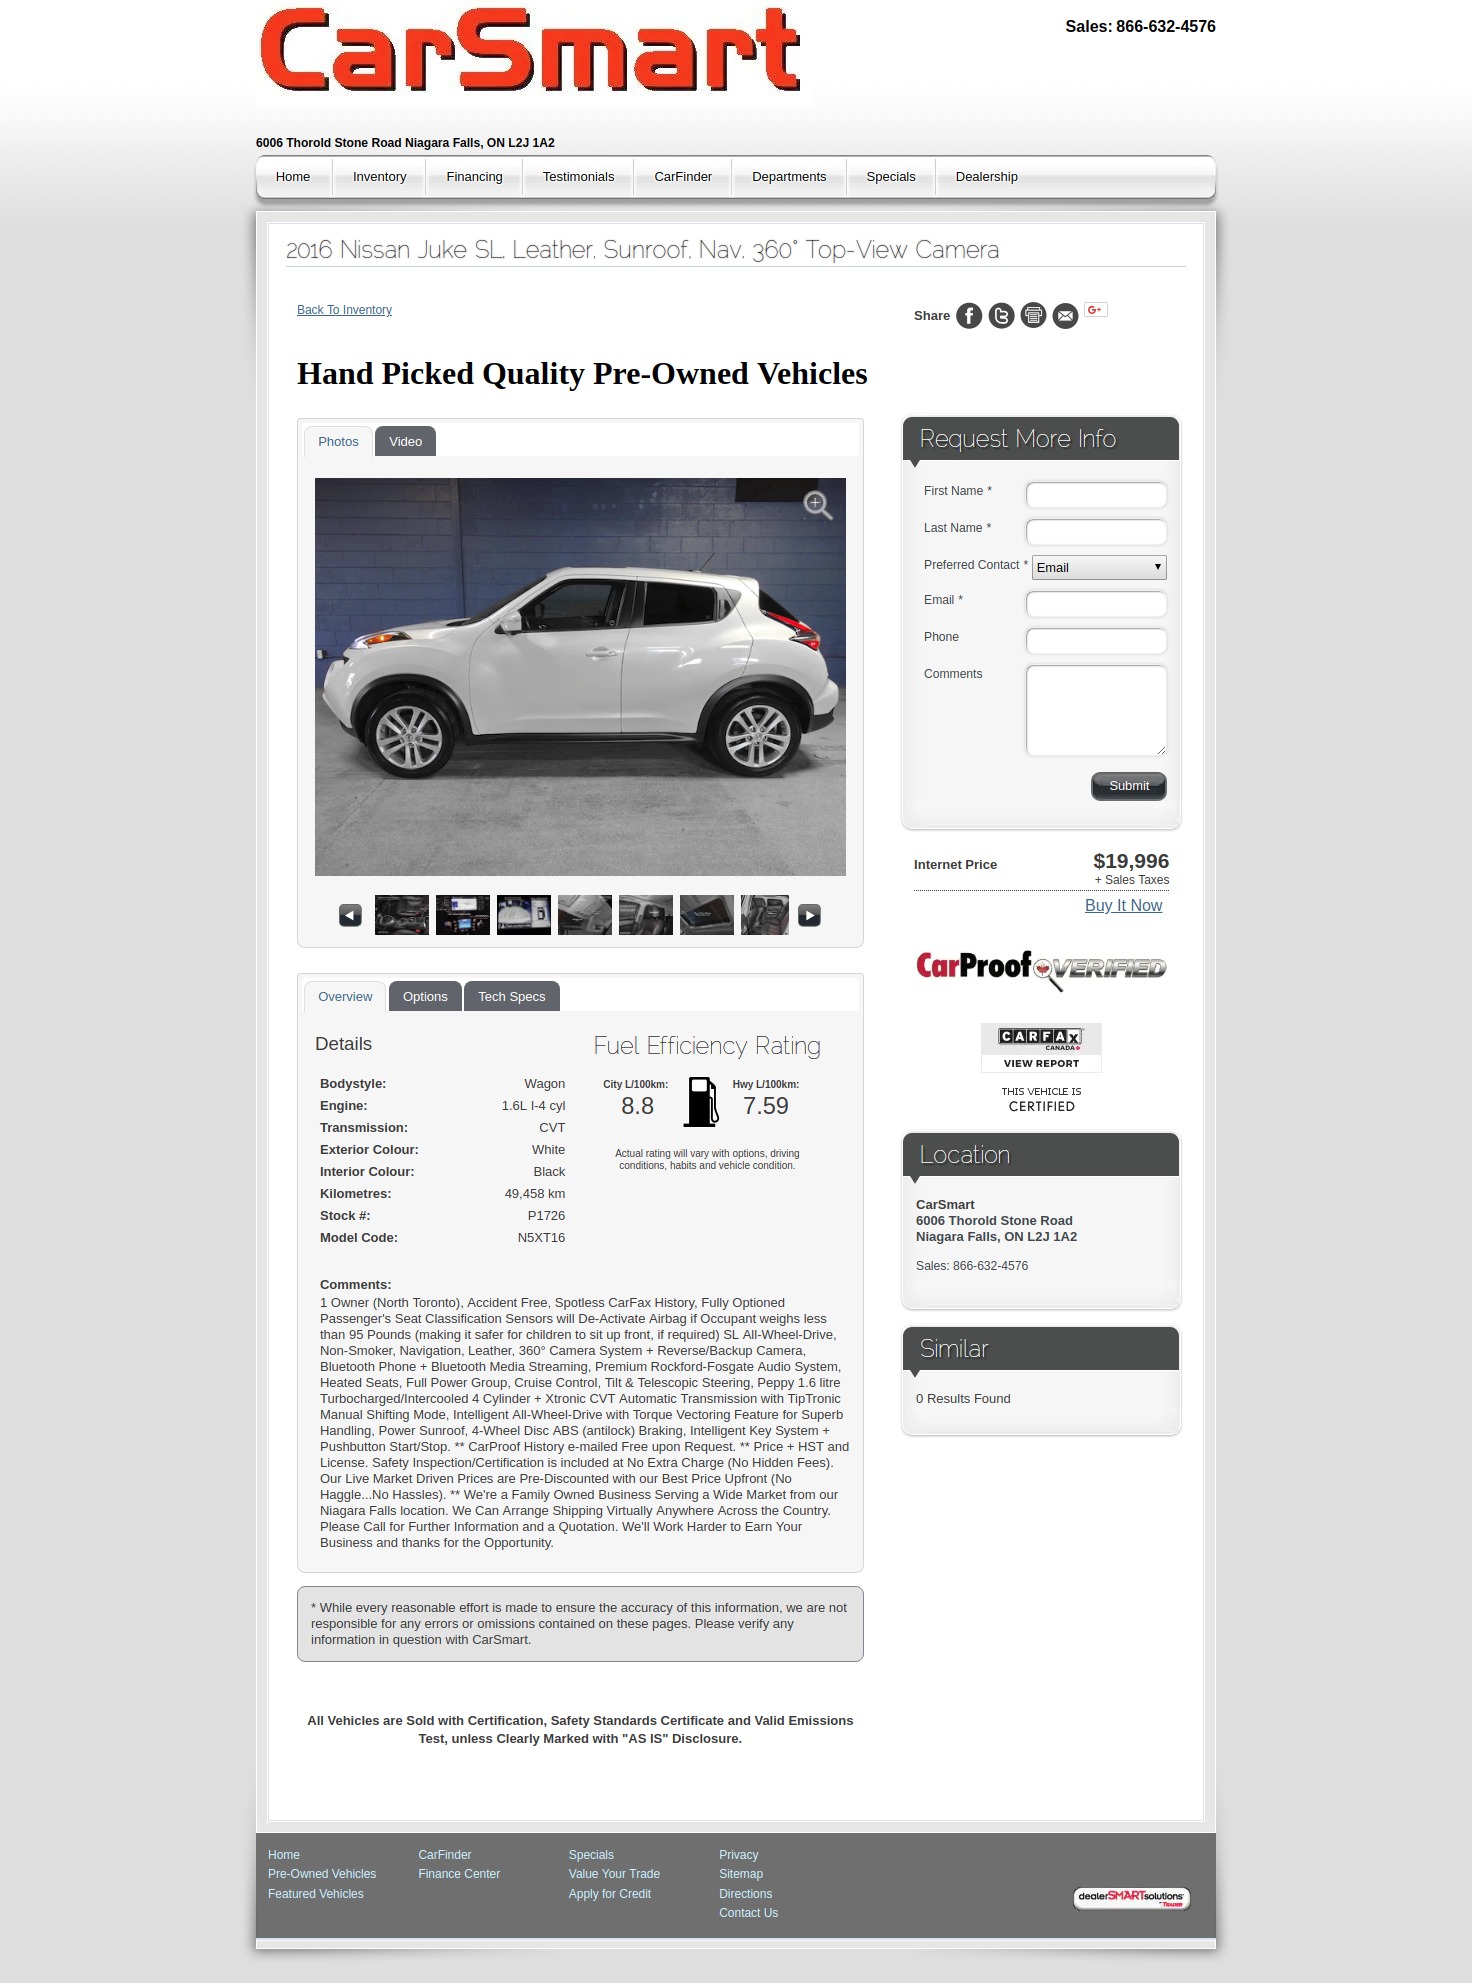 CarSmart
Sales: 866-632-4576
6006 Thorold Stone Road Niagara Falls, ON L2J 1A2
Home
Inventory
Financing
Testimonials
CarFinder
Departments
Specials
Dealership
2016 Nissan Juke SL, Leather, Sunroof, Nav, 360° Top-View Camera
Back To Inventory
Share
G+
Hand Picked Quality Pre-Owned Vehicles
Photos
Video
Request More Info
First Name *
Last Name *
Preferred Contact *
Email
Email *
Phone
Comments
Submit
Internet Price
$19,996
+ Sales Taxes
Buy It Now
CarProof VERIFIED
CARFAX
CANADA
VIEW REPORT
THIS VEHICLE IS
CERTIFIED
Overview
Options
Tech Specs
Details
Bodystyle: Wagon
Engine: 1.6L I-4 cyl
Transmission: CVT
Exterior Colour: White
Interior Colour: Black
Kilometres: 49,458 km
Stock #: P1726
Model Code: N5XT16
Fuel Efficiency Rating
City L/100km:
8.8
Hwy L/100km:
7.59
Actual rating will vary with options, driving
conditions, habits and vehicle condition.
Comments:
1 Owner (North Toronto), Accident Free, Spotless CarFax History, Fully Optioned
Passenger's Seat Classification Sensors will De-Activate Airbag if Occupant weighs less
than 95 Pounds (making it safer for children to sit up front, if required) SL All-Wheel-Drive,
Non-Smoker, Navigation, Leather, 360° Camera System + Reverse/Backup Camera,
Bluetooth Phone + Bluetooth Media Streaming, Premium Rockford-Fosgate Audio System,
Heated Seats, Full Power Group, Cruise Control, Tilt & Telescopic Steering, Peppy 1.6 litre
Turbocharged/Intercooled 4 Cylinder + Xtronic CVT Automatic Transmission with TipTronic
Manual Shifting Mode, Intelligent All-Wheel-Drive with Torque Vectoring Feature for Superb
Handling, Power Sunroof, 4-Wheel Disc ABS (antilock) Braking, Intelligent Key System +
Pushbutton Start/Stop. ** CarProof History e-mailed Free upon Request. ** Price + HST and
License. Safety Inspection/Certification is included at No Extra Charge (No Hidden Fees).
Our Live Market Driven Prices are Pre-Discounted with our Best Price Upfront (No
Haggle...No Hassles). ** We're a Family Owned Business Serving a Wide Market from our
Niagara Falls location. We Can Arrange Shipping Virtually Anywhere Across the Country.
Please Call for Further Information and a Quotation. We'll Work Harder to Earn Your
Business and thanks for the Opportunity.
Location
CarSmart
6006 Thorold Stone Road
Niagara Falls, ON L2J 1A2
Sales: 866-632-4576
Similar
0 Results Found
* While every reasonable effort is made to ensure the accuracy of this information, we are not
responsible for any errors or omissions contained on these pages. Please verify any
information in question with CarSmart.
All Vehicles are Sold with Certification, Safety Standards Certificate and Valid Emissions
Test, unless Clearly Marked with "AS IS" Disclosure.
Home
Pre-Owned Vehicles
Featured Vehicles
CarFinder
Finance Center
Specials
Value Your Trade
Apply for Credit
Privacy
Sitemap
Directions
Contact Us
dealerSMARTsolutions
TRADER